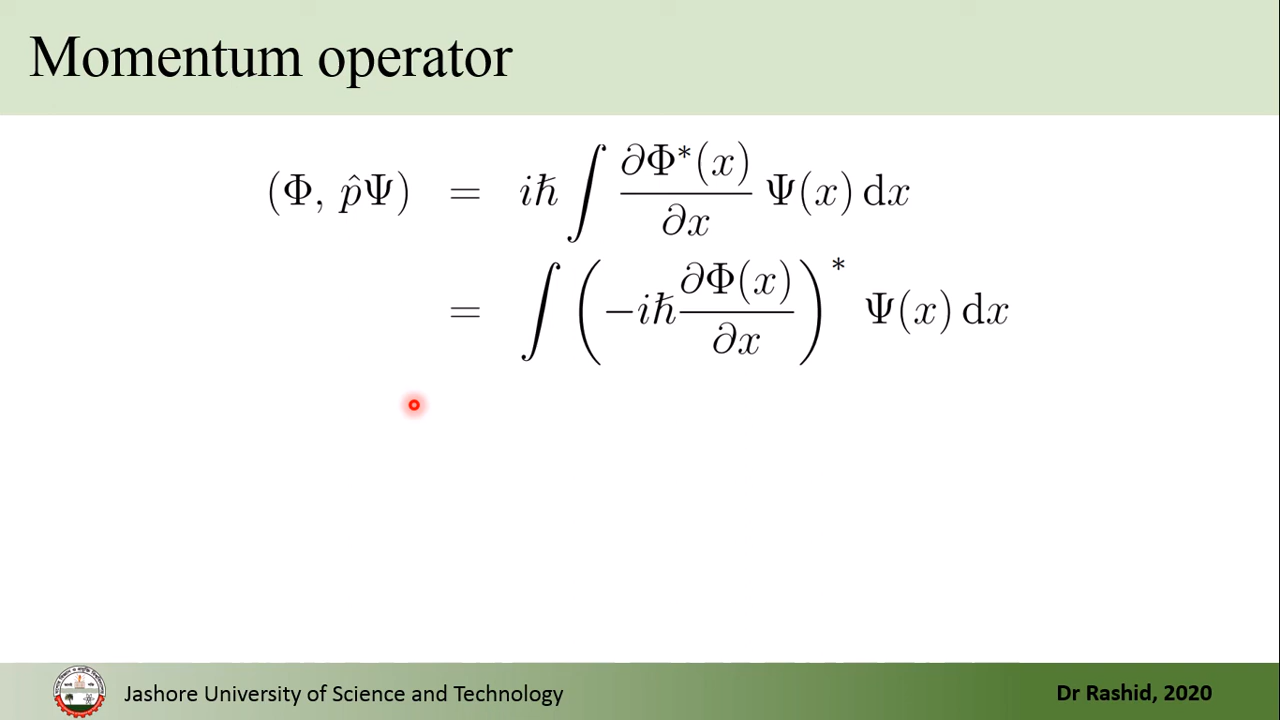 Momentum operator
(Φ, p̂Ψ) = iℏ ∫ ∂Φ*(x)/∂x Ψ(x) dx
= ∫ (−iℏ ∂Φ(x)/∂x)* Ψ(x) dx
Jashore University of Science and Technology
Dr Rashid, 2020